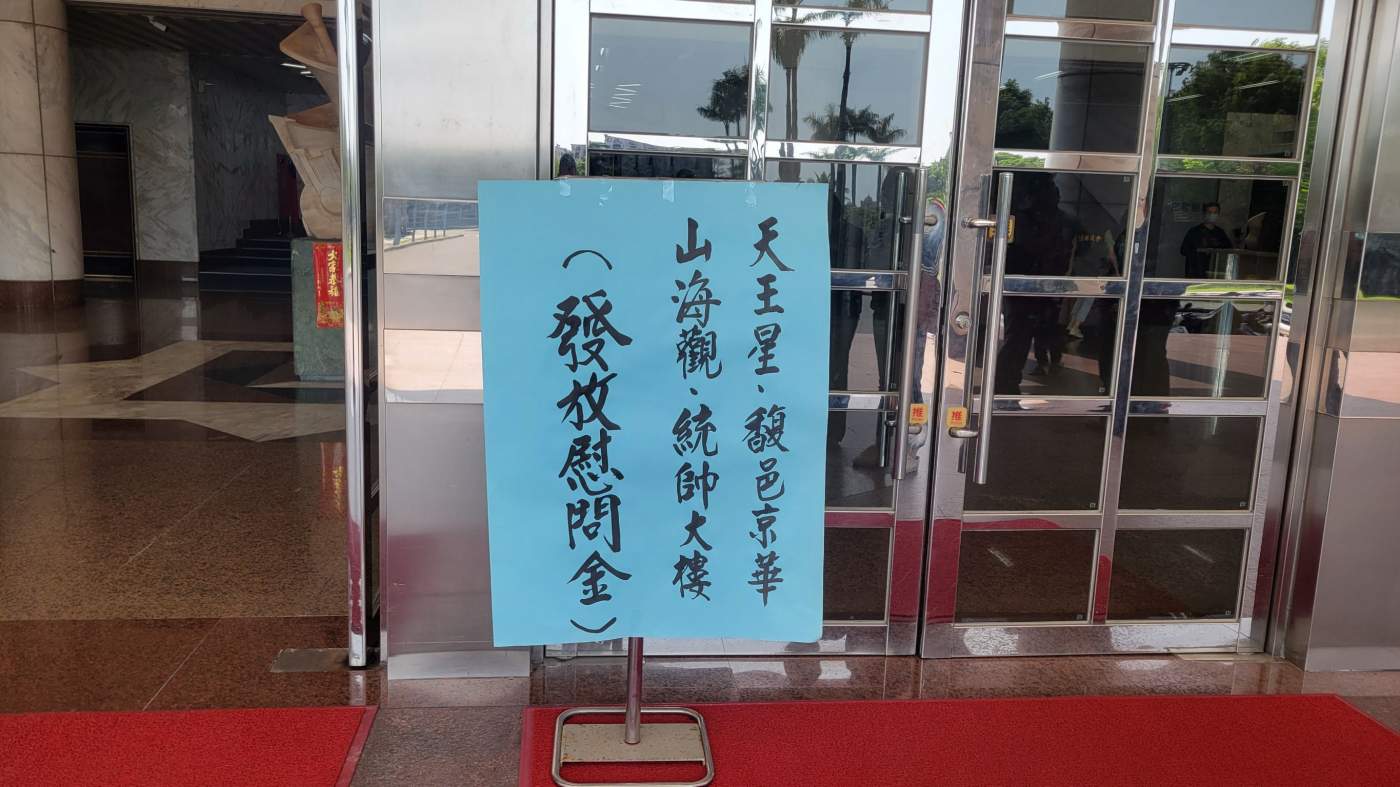 天王星、馥邑京華
山海觀、統帥大樓
（發放慰問金）
推
推